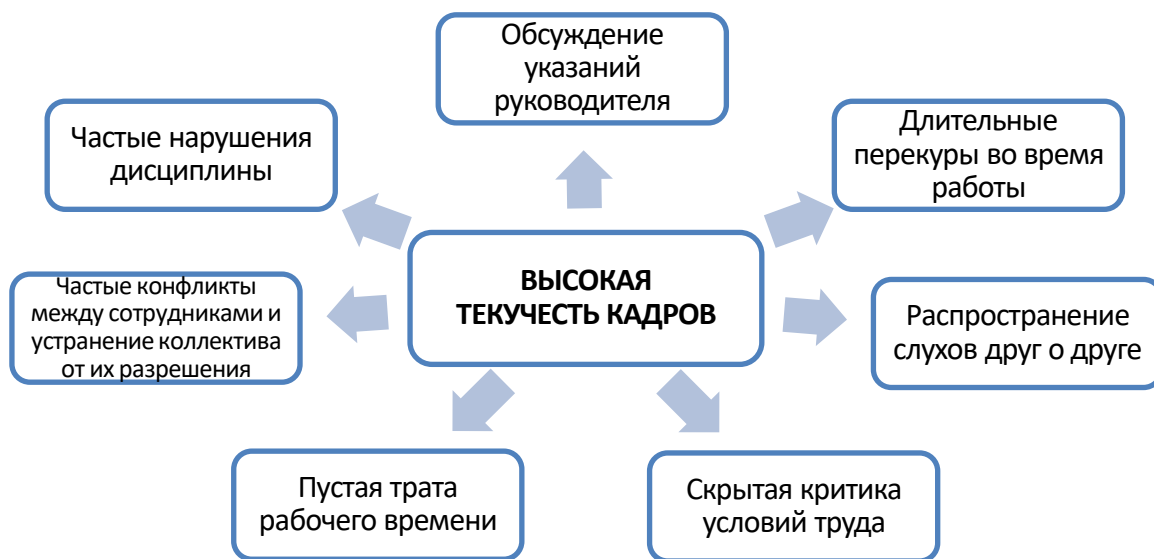 Обсуждение
указаний
руководителя
Частые нарушения
дисциплины
Длительные
перекуры во время
работы
ВЫСОКАЯ
ТЕКУЧЕСТЬ КАДРОВ
Частые конфликты
между сотрудниками и
устранение коллектива
от их разрешения
Распространение
слухов друг о друге
Пустая трата
рабочего времени
Скрытая критика
условий труда